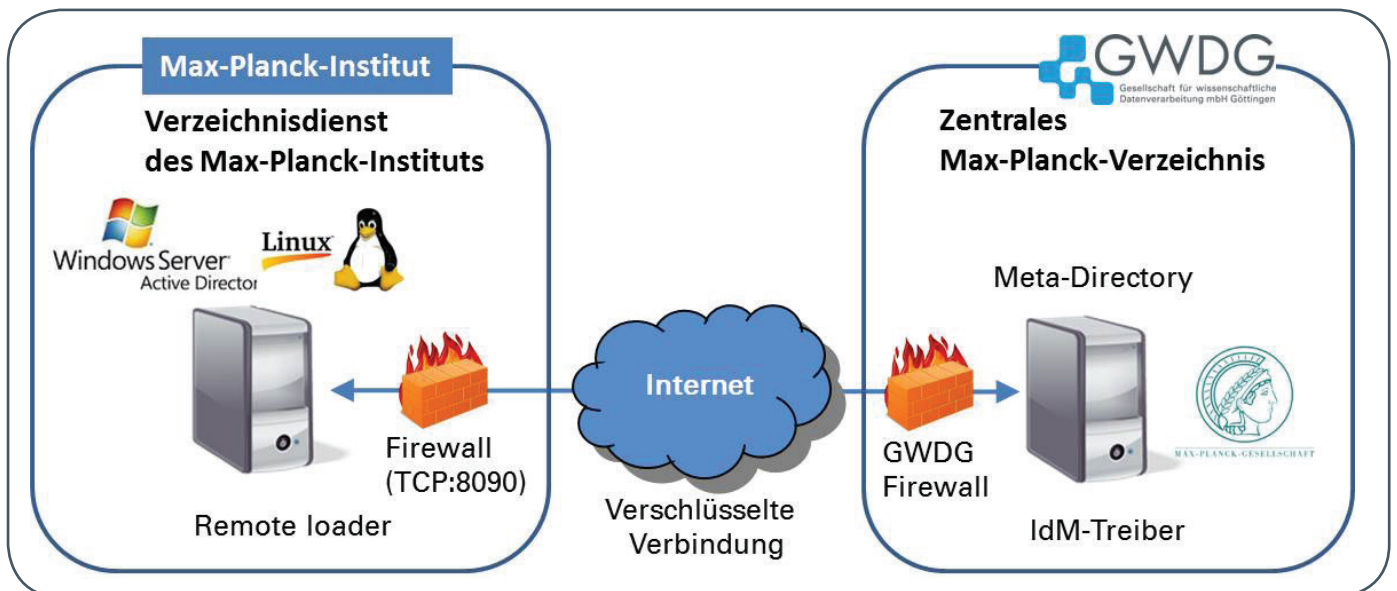 Max-Planck-Institut
Verzeichnisdienst
des Max-Planck-Instituts
Windows Server
Active Director
Linux
Firewall
(TCP:8090)
Remote loader
Internet
Verschlüsselte
Verbindung
GWDG
Gesellschaft für wissenschaftliche
Datenverarbeitung mbH Göttingen
Zentrales
Max-Planck-Verzeichnis
Meta-Directory
GWDG
Firewall
MAX-PLANCK-GESELLSCHAFT
IdM-Treiber